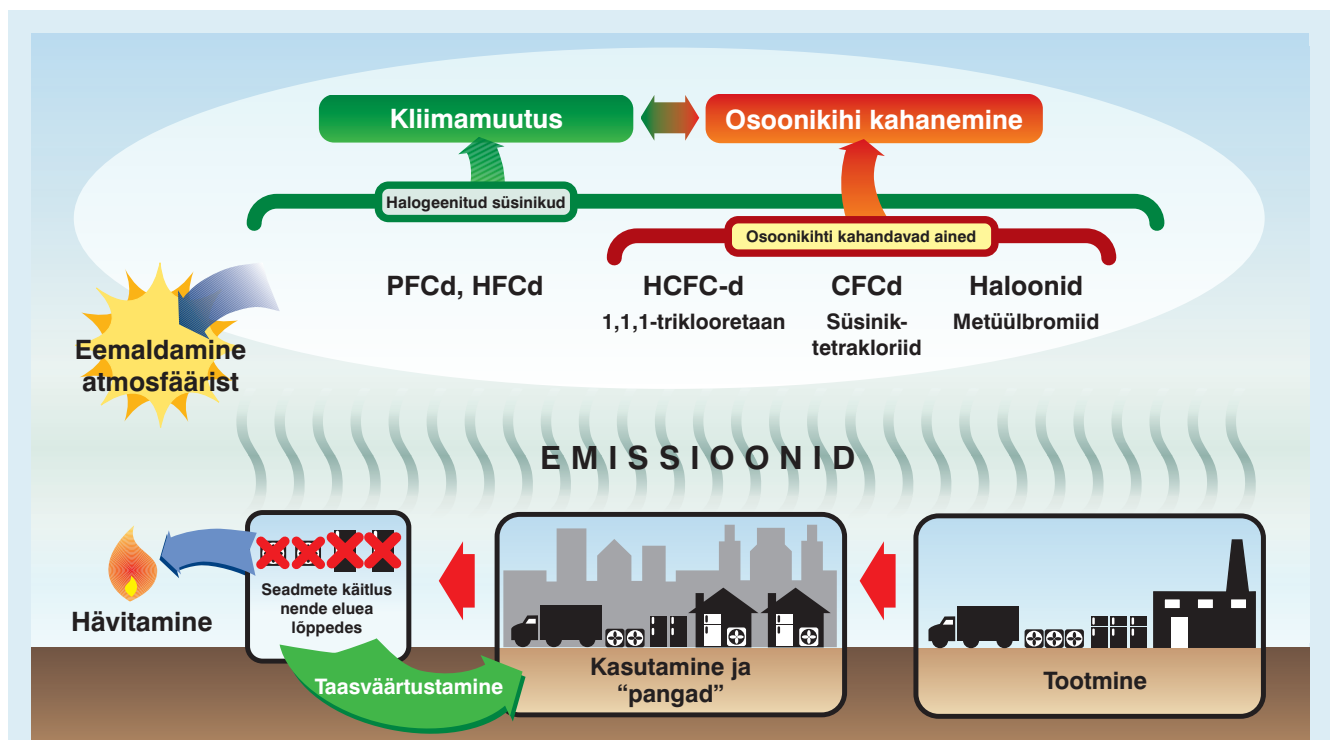 Kliimamuutus
Osoonikihi kahanemine
Halogeenitud süsinikud
Osoonikihti kahandavad ained
PFCd, HFCd
HCFC-d
CFCd
Haloonid
1,1,1-triklooretaan
Süsinik-
tetrakloriid
Metüülbromiid
Eemaldamine
atmosfäärist
EMISSIOONID
Hävitamine
Seadmete käitlus
nende eluea
lõppedes
Taasväärtustamine
Kasutamine ja
“pangad”
Tootmine